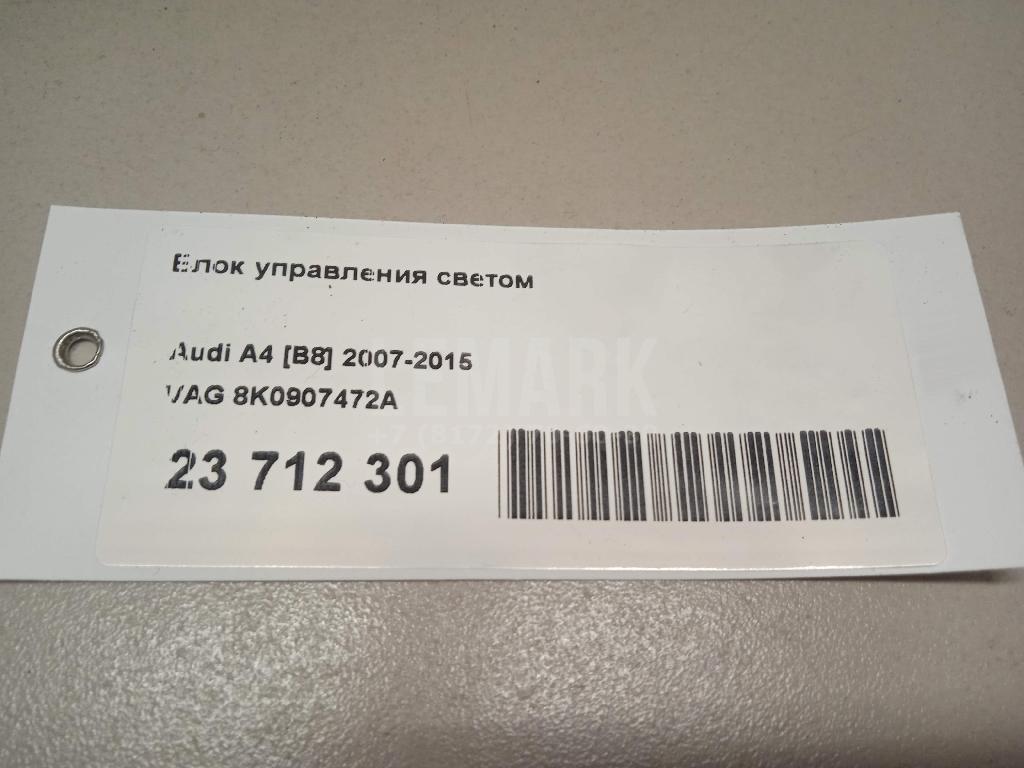 Блок управления светом
Audi A4 [B8] 2007-2015
VAG 8K0907472A
23 712 301